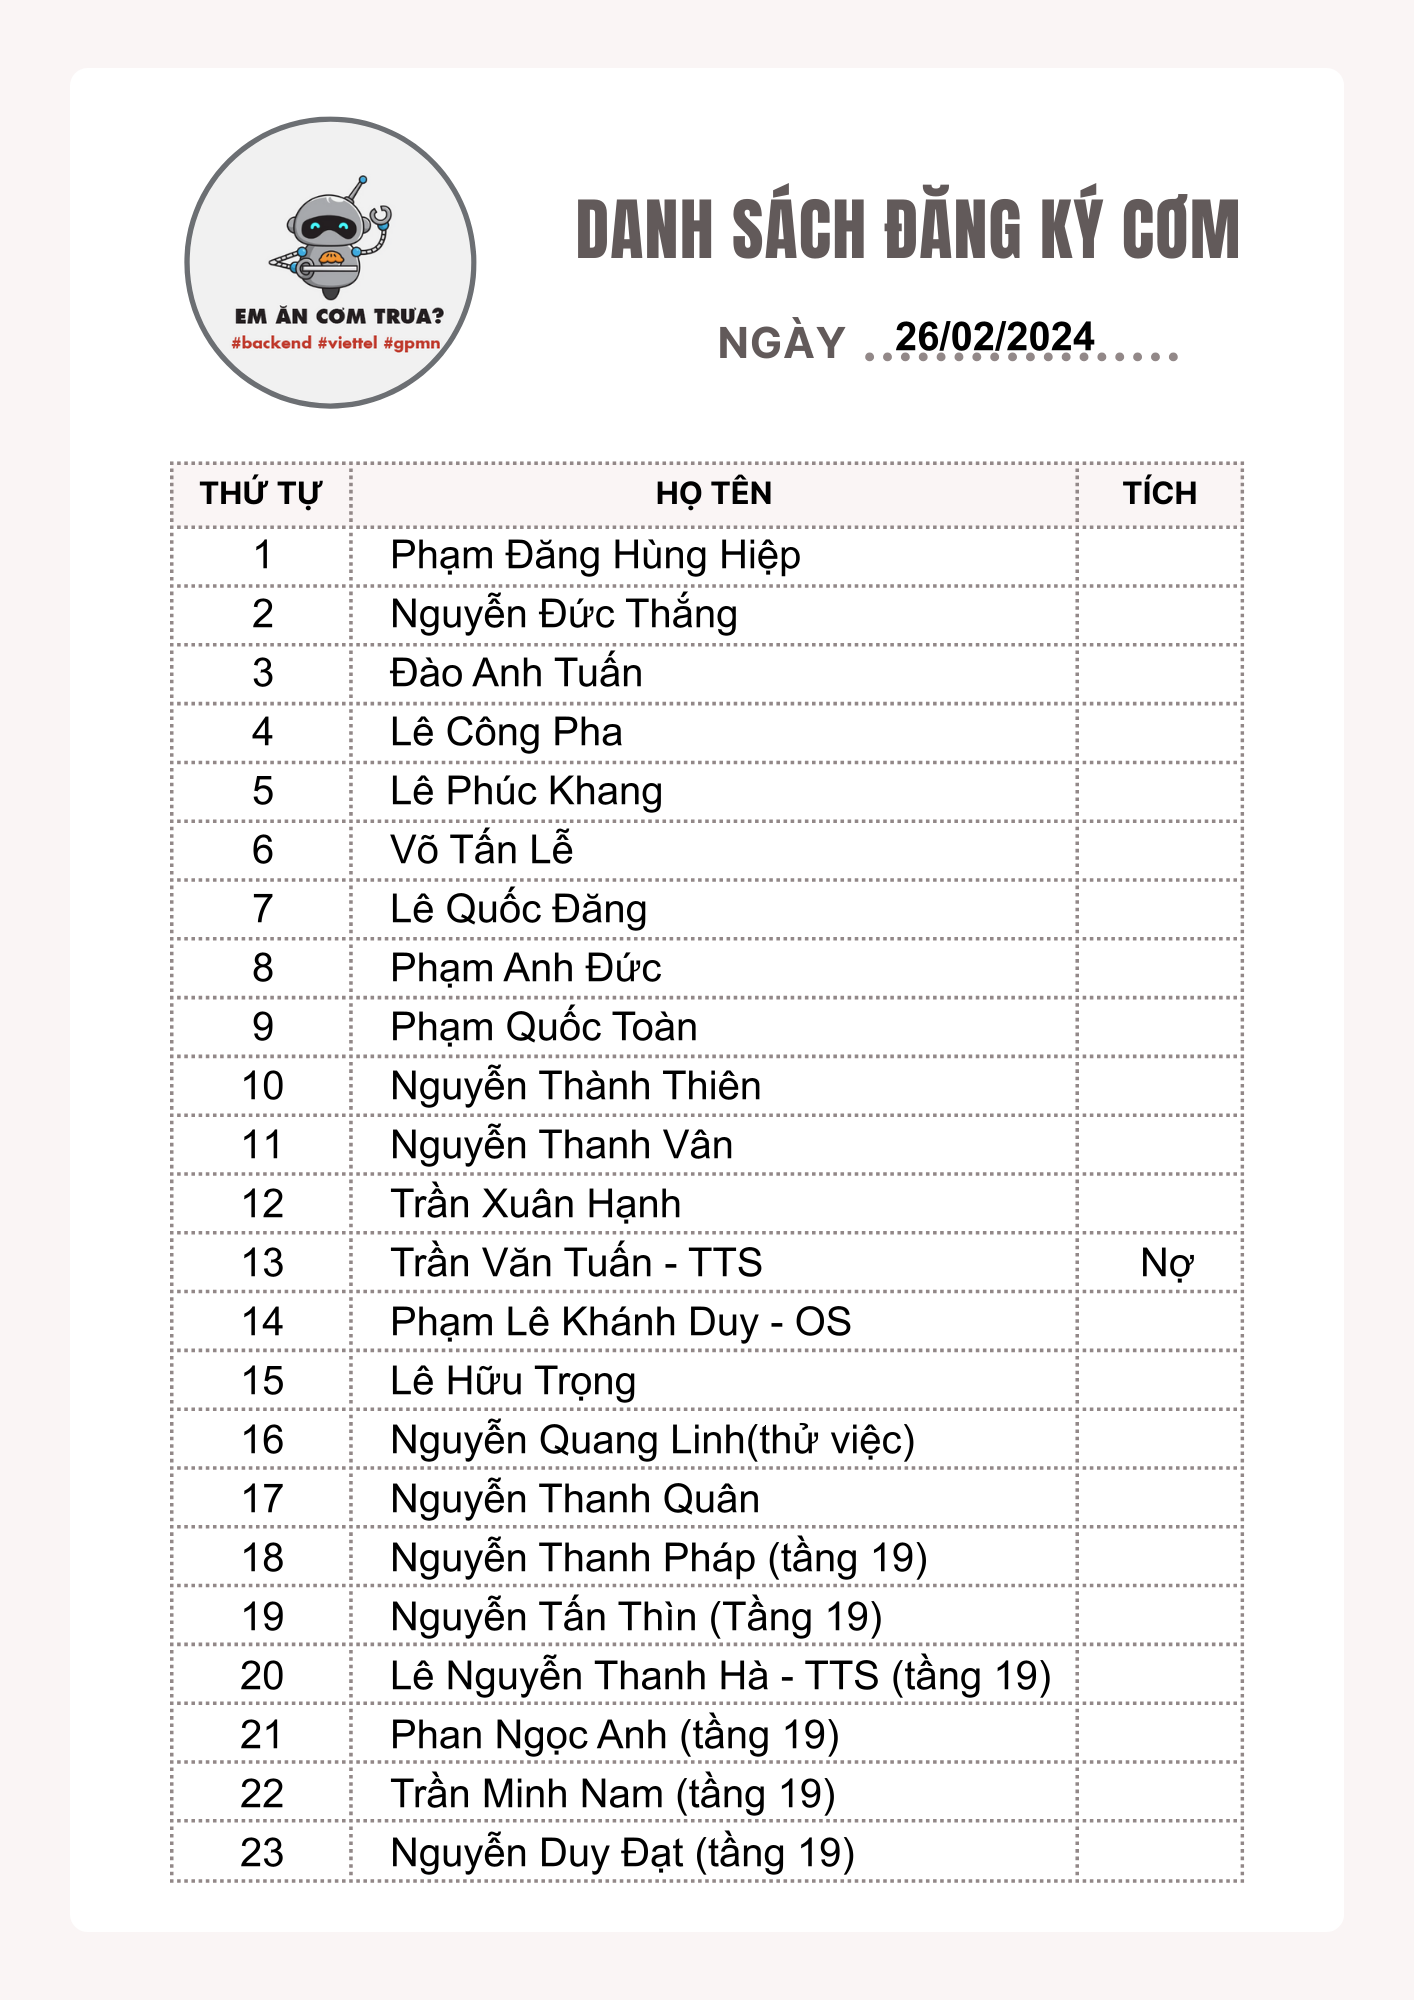 EM ĂN CƠM TRƯA?
#backend #viettel #gpmn
DANH SÁCH ĐĂNG KÝ CƠM
NGÀY 26/02/2024
THỨ TỰ HỌ TÊN TÍCH
1 Phạm Đăng Hùng Hiệp
2 Nguyễn Đức Thắng
3 Đào Anh Tuấn
4 Lê Công Pha
5 Lê Phúc Khang
6 Võ Tấn Lễ
7 Lê Quốc Đăng
8 Phạm Anh Đức
9 Phạm Quốc Toàn
10 Nguyễn Thành Thiên
11 Nguyễn Thanh Vân
12 Trần Xuân Hạnh
13 Trần Văn Tuấn - TTS Nợ
14 Phạm Lê Khánh Duy - OS
15 Lê Hữu Trọng
16 Nguyễn Quang Linh(thử việc)
17 Nguyễn Thanh Quân
18 Nguyễn Thanh Pháp (tầng 19)
19 Nguyễn Tấn Thìn (Tầng 19)
20 Lê Nguyễn Thanh Hà - TTS (tầng 19)
21 Phan Ngọc Anh (tầng 19)
22 Trần Minh Nam (tầng 19)
23 Nguyễn Duy Đạt (tầng 19)